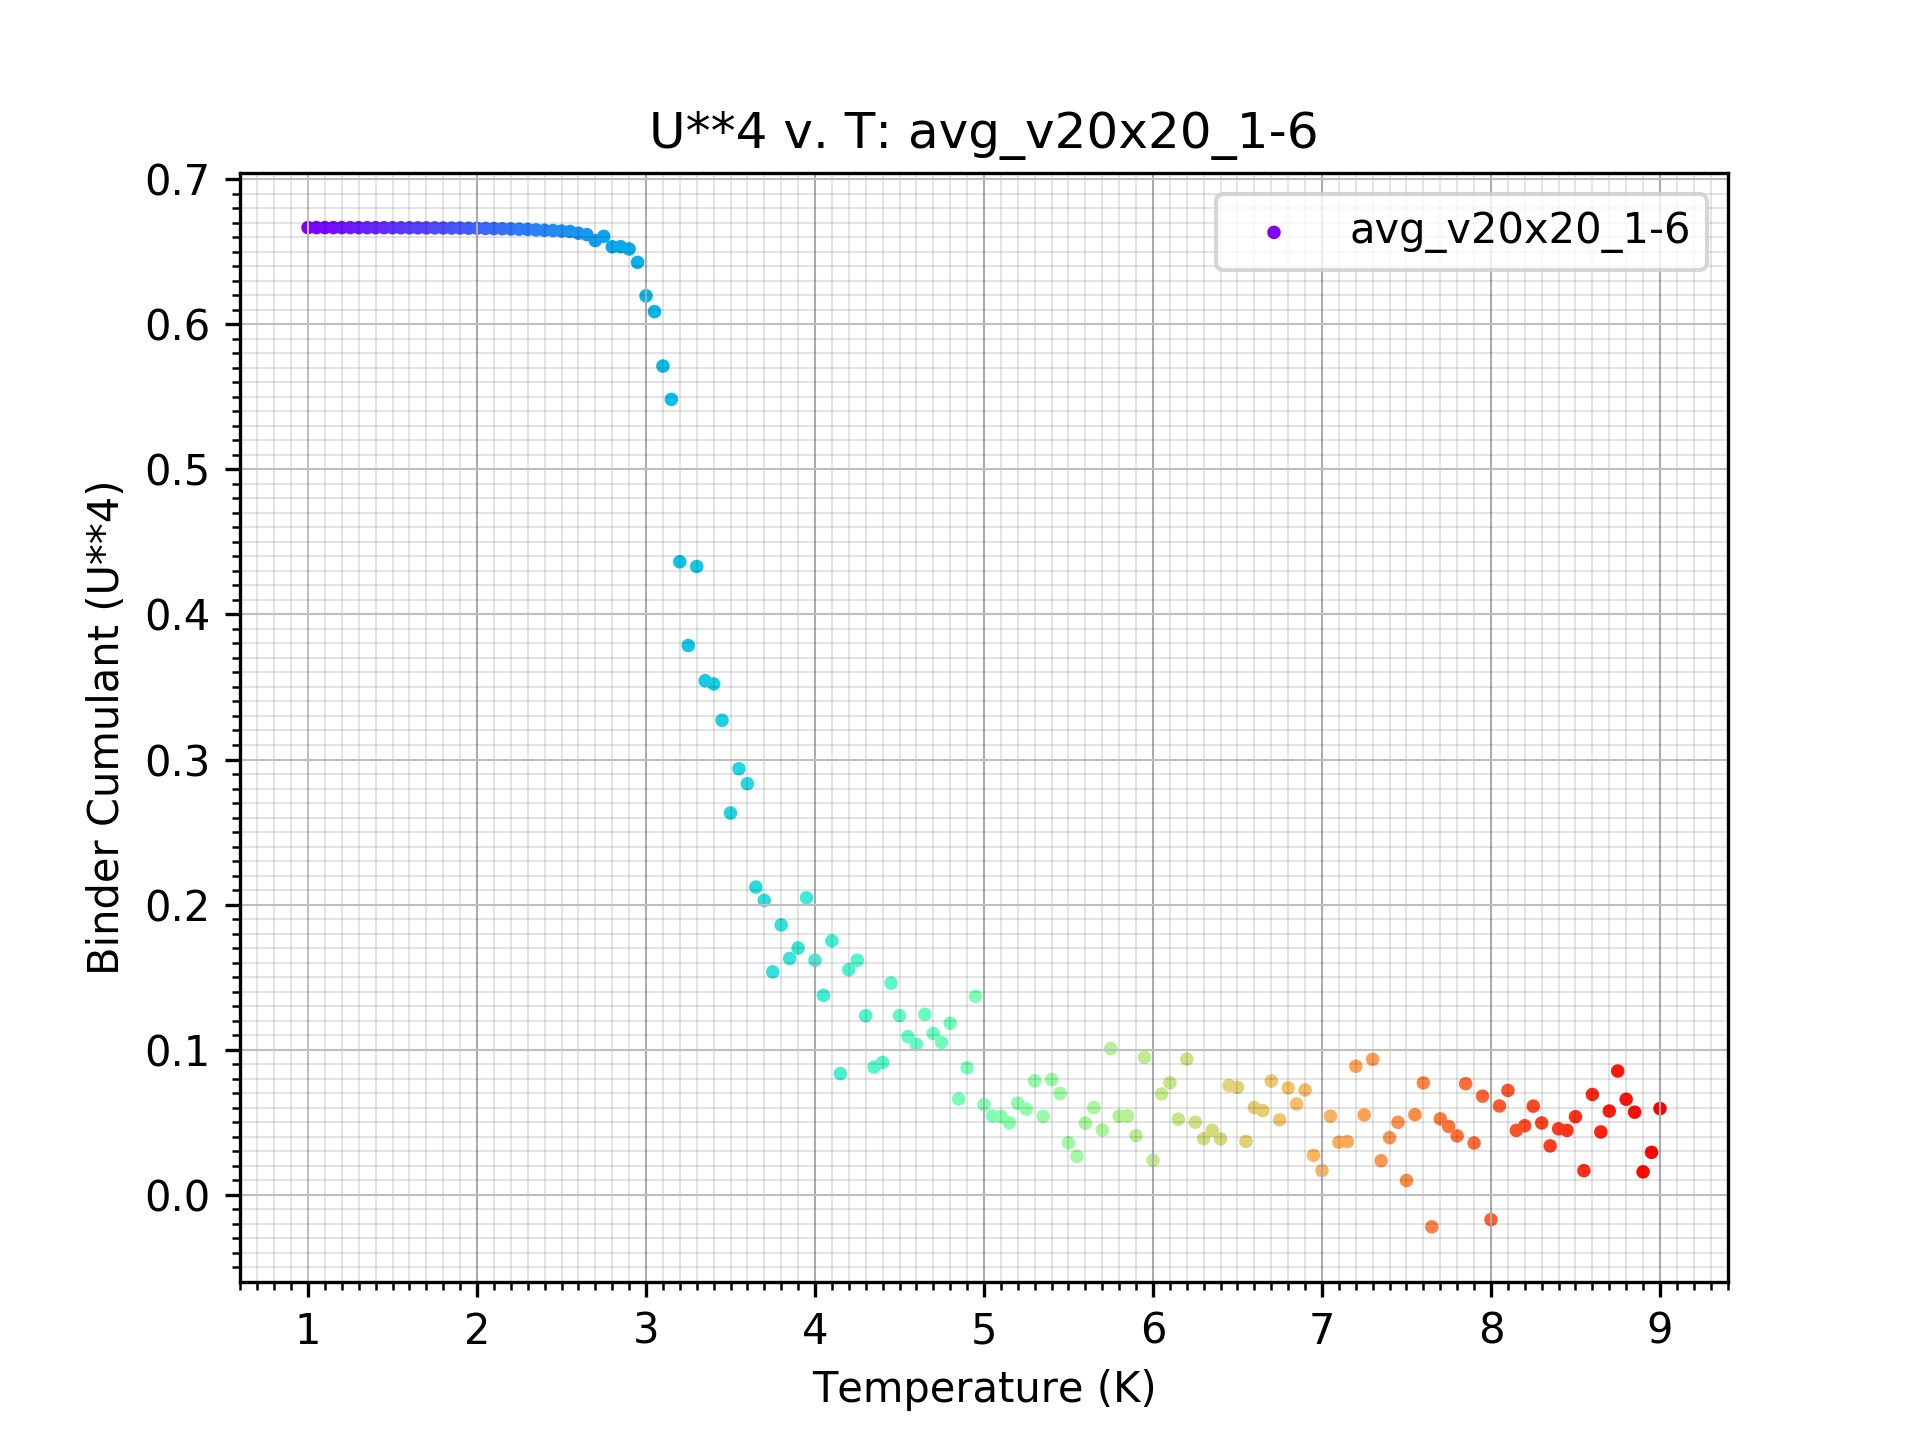 U**4 v. T: avg_v20x20_1-6
avg_v20x20_1-6
0.7
0.6
0.5
0.4
0.3
0.2
0.1
0.0
Binder Cumulant (U**4)
1 2 3 4 5 6 7 8 9
Temperature (K)